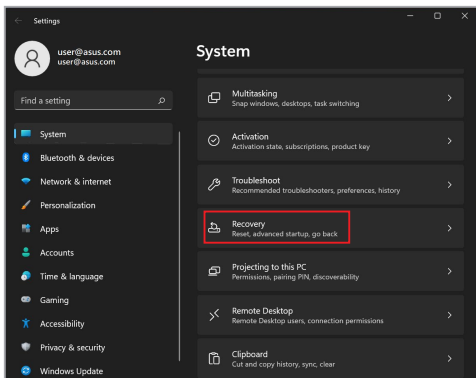 Settings
user@asus.com
user@asus.com
Find a setting
System
Bluetooth & devices
Network & internet
Personalization
Apps
Accounts
Time & language
Gaming
Accessibility
Privacy & security
Windows Update
System
Multitasking
Snap windows, desktops, task switching
Activation
Activation state, subscriptions, product key
Troubleshoot
Recommended troubleshooters, preferences, history
Recovery
Reset, advanced startup, go back
Projecting to this PC
Permissions, pairing PIN, discoverability
Remote Desktop
Remote Desktop users, connection permissions
Clipboard
Cut and copy history, sync, clear